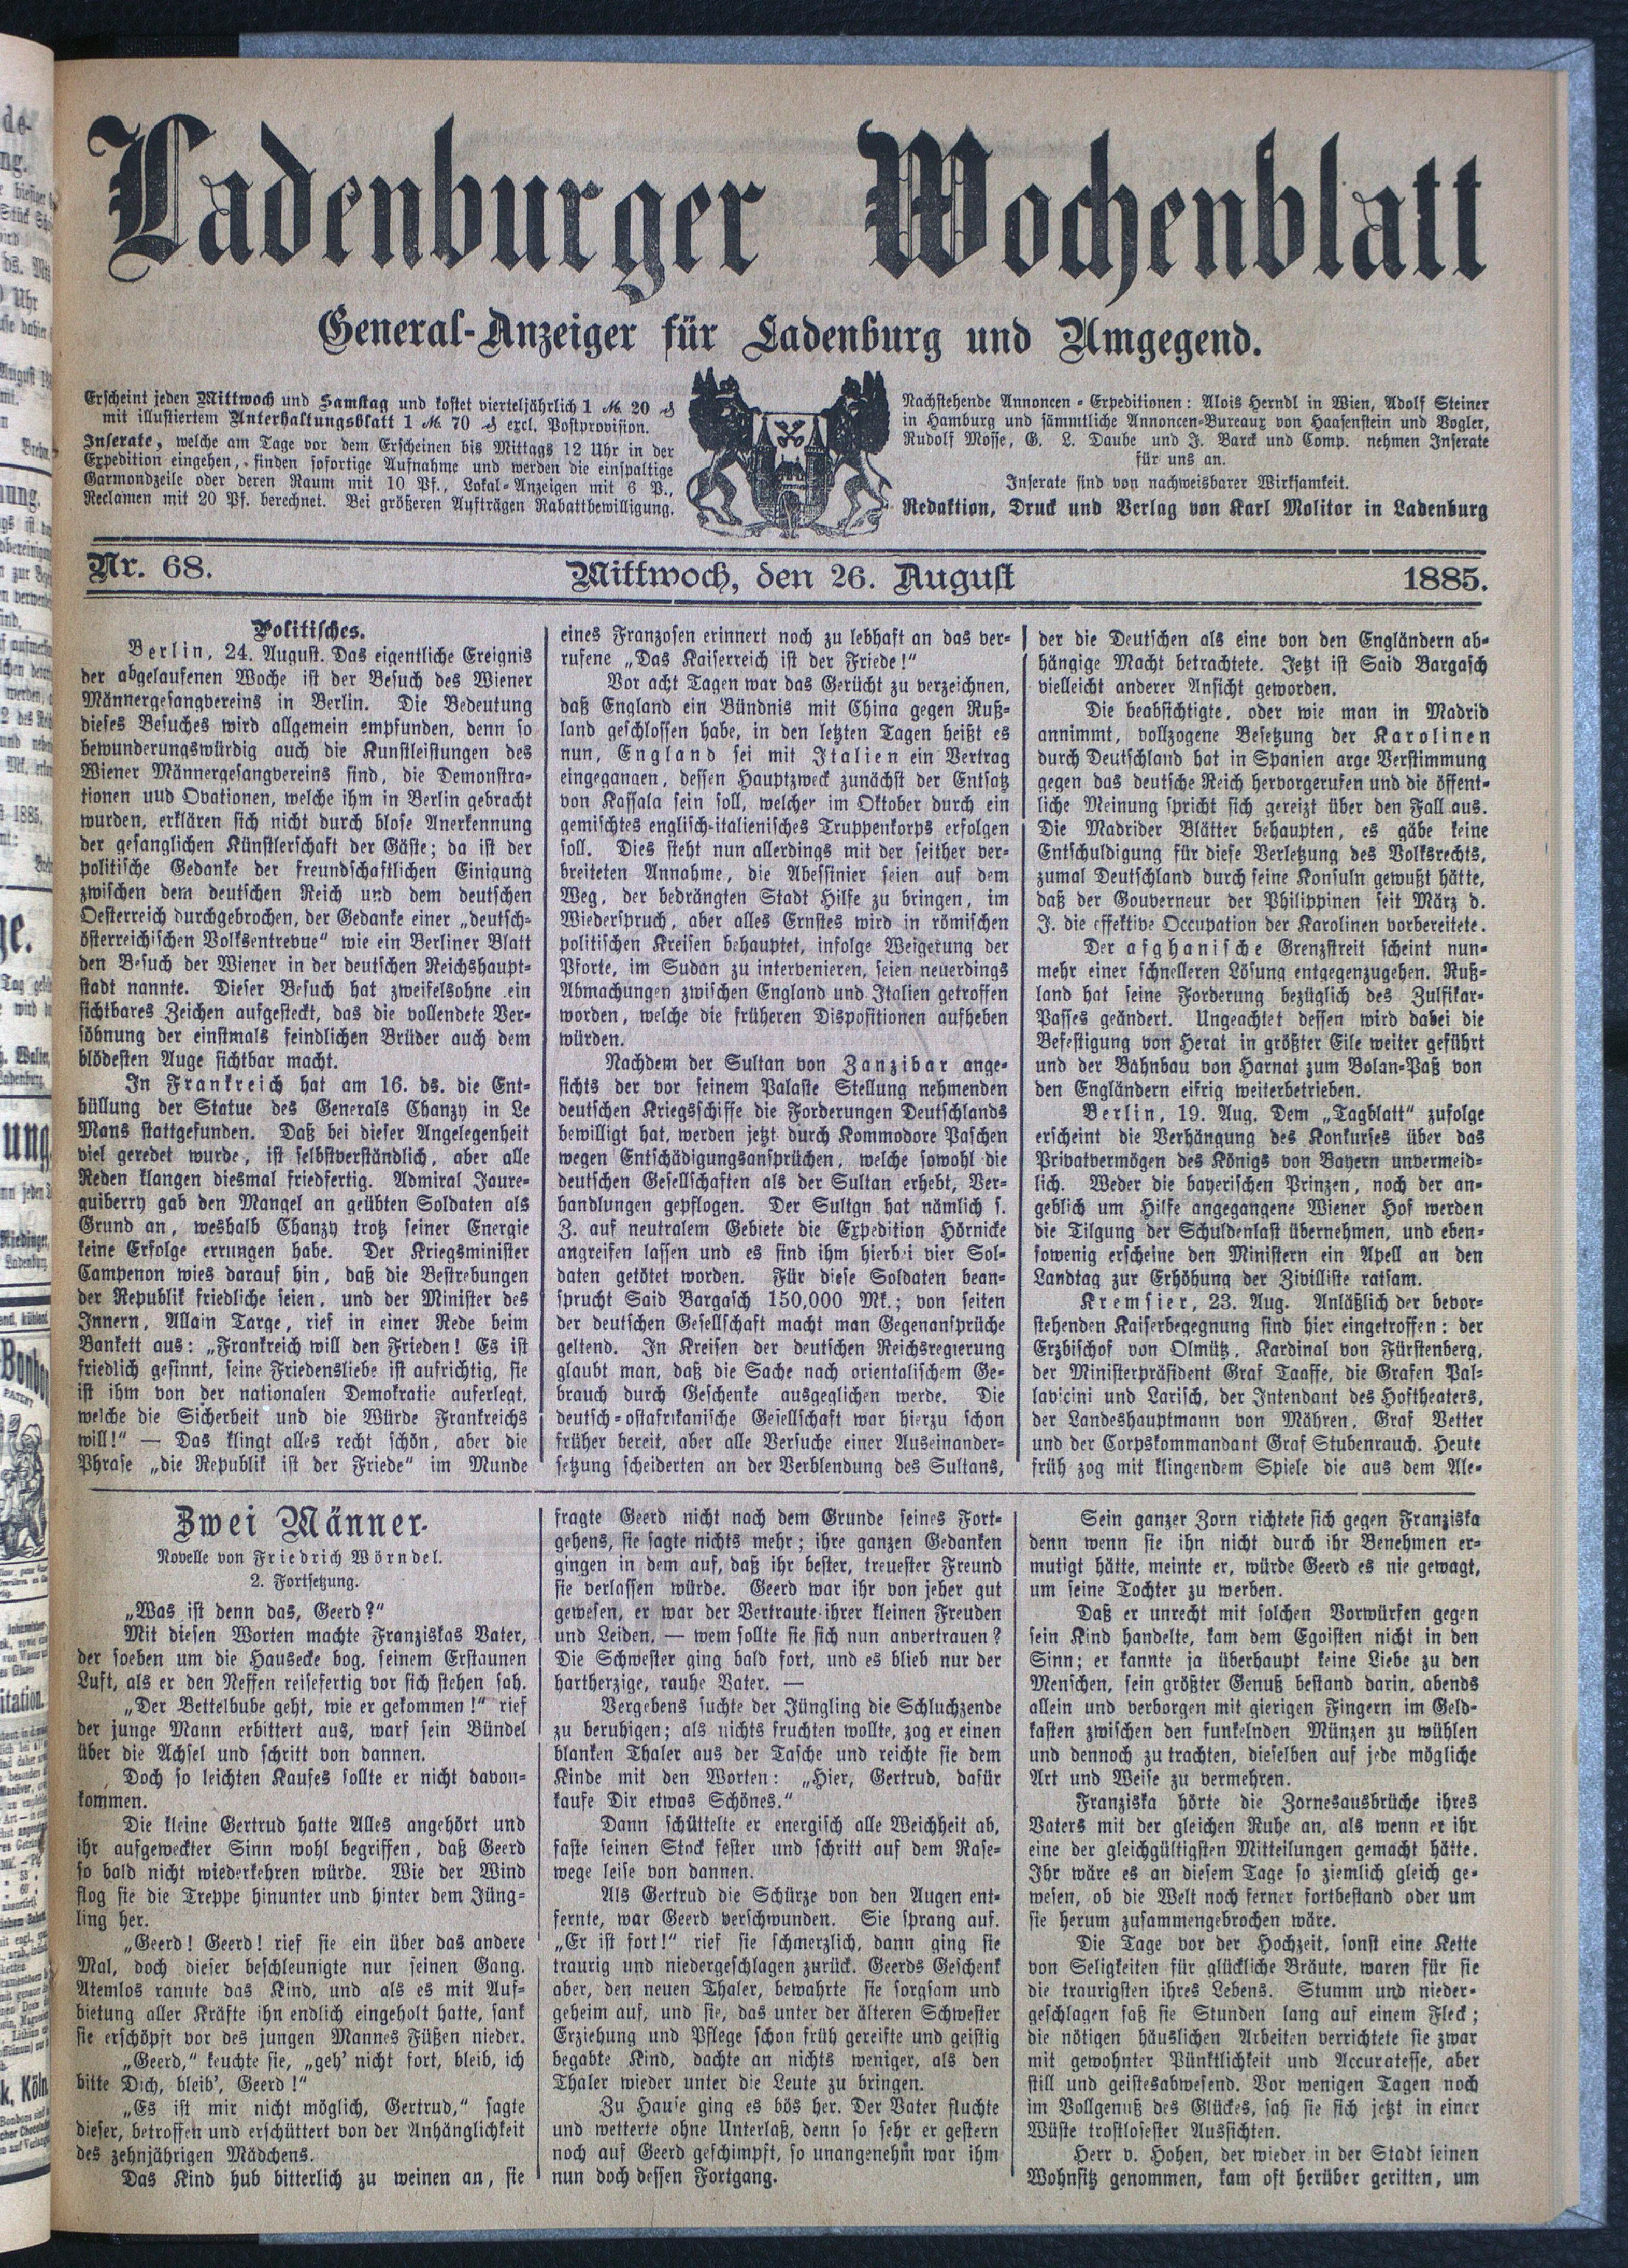 Ladenburger Wochenblatt
General-Anzeiger für Ladenburg und Umgegend.
Erscheint jeden Mittwoch und Samstag und kostet vierteljährlich 1 M. 20 ₰
mit illustiertem Unterhaltungsblatt 1 M. 70 ₰ excl. Postprovision.
Inserate, welche am Tage vor dem Erscheinen bis Mittags 12 Uhr in der
Expedition eingehen, finden sofortige Aufnahme und werden die einspaltige
Garmondzeile oder deren Raum mit 10 Pf., Lokal-Anzeigen mit 6 P.,
Reclamen mit 20 Pf. berechnet. Bei größeren Aufträgen Rabattbewilligung.
Nachstehende Annoncen-Expeditionen: Alois Herndl in Wien, Adolf Steiner
in Hamburg und sämmtliche Annoncen-Bureaux von Haasenstein und Vogler,
Rudolf Mosse, G. L. Daube und J. Barck und Comp. nehmen Inserate
für uns an.
Inserate sind von nachweisbarer Wirksamkeit.
Redaktion, Druck und Verlag von Karl Molitor in Ladenburg
Nr. 68.
Mittwoch, den 26. August
1885.
Politisches.
Berlin, 24. August. Das eigentliche Ereignis
der abgelaufenen Woche ist der Besuch des Wiener
Männergesangvereins in Berlin. Die Bedeutung
dieses Besuches wird allgemein empfunden, denn so
bewunderungswürdig auch die Kunstleistungen des
Wiener Männergesangvereins sind, die Demonstra-
tionen uud Ovationen, welche ihm in Berlin gebracht
wurden, erklären sich nicht durch blose Anerkennung
der gesanglichen Künstlerschaft der Gäste; da ist der
politische Gedanke der freundschaftlichen Einigung
zwischen dem deutschen Reich und dem deutschen
Oesterreich durchgebrochen, der Gedanke einer „deutsch-
österreichischen Volksentrevue“ wie ein Berliner Blatt
den Besuch der Wiener in der deutschen Reichshaupt-
stadt nannte. Dieser Besuch hat zweifelsohne ein
sichtbares Zeichen aufgesteckt, das die vollendete Ver-
söhnung der einstmals feindlichen Brüder auch dem
blödesten Auge sichtbar macht.
In Frankreich hat am 16. ds. die Ent-
hüllung der Statue des Generals Chanzy in Le
Mans stattgefunden. Daß bei dieser Angelegenheit
viel geredet wurde, ist selbstverständlich, aber alle
Reden klangen diesmal friedfertig. Admiral Jaure-
guiberry gab den Mangel an geübten Soldaten als
Grund an, weshalb Chanzy trotz seiner Energie
keine Erfolge errungen habe. Der Kriegsminister
Campenon wies darauf hin, daß die Bestrebungen
der Republik friedliche seien, und der Minister des
Innern, Allain Targe, rief in einer Rede beim
Bankett aus: „Frankreich will den Frieden! Es ist
friedlich gesinnt, seine Friedensliebe ist aufrichtig, sie
ist ihm von der nationalen Demokratie auferlegt,
welche die Sicherheit und die Würde Frankreichs
will!“ — Das klingt alles recht schön, aber die
Phrase „die Republik ist der Friede“ im Munde
eines Franzosen erinnert noch zu lebhaft an das ver-
rufene „Das Kaiserreich ist der Friede!“
Vor acht Tagen war das Gerücht zu verzeichnen,
daß England ein Bündnis mit China gegen Ruß-
land geschlossen habe, in den letzten Tagen heißt es
nun, England sei mit Italien ein Vertrag
eingegangen, dessen Hauptzweck zunächst der Entsatz
von Kassala sein soll, welcher im Oktober durch ein
gemischtes englisch-italienisches Truppenkorps erfolgen
soll. Dies steht nun allerdings mit der seither ver-
breiteten Annahme, die Abessinier seien auf dem
Weg, der bedrängten Stadt Hilfe zu bringen, im
Wiederspruch, aber alles Ernstes wird in römischen
politischen Kreisen behauptet, infolge Weigerung der
Pforte, im Sudan zu intervenieren, seien neuerdings
Abmachungen zwischen England und Italien getroffen
worden, welche die früheren Dispositionen aufheben
würden.
Nachdem der Sultan von Zanzibar ange-
sichts der vor seinem Palaste Stellung nehmenden
deutschen Kriegsschiffe die Forderungen Deutschlands
bewilligt hat, werden jetzt durch Kommodore Paschen
wegen Entschädigungsansprüchen, welche sowohl die
deutschen Gesellschaften als der Sultan erhebt, Ver-
handlungen gepflogen. Der Sultgn hat nämlich s.
Z. auf neutralem Gebiete die Expedition Hörnicke
angreifen lassen und es sind ihm hierbei vier Sol-
daten getötet worden. Für diese Soldaten bean-
sprucht Said Bargasch 150,000 Mk.; von seiten
der deutschen Gesellschaft macht man Gegenansprüche
geltend. In Kreisen der deutschen Reichsregierung
glaubt man, daß die Sache nach orientalischem Ge-
brauch durch Geschenke ausgeglichen werde. Die
deutsch-ostafrikanische Gesellschaft war hierzu schon
früher bereit, aber alle Versuche einer Auseinander-
setzung scheiderten an der Verblendung des Sultans,
der die Deutschen als eine von den Engländern ab-
hängige Macht betrachtete. Jetzt ist Said Bargasch
vielleicht anderer Ansicht geworden.
Die beabsichtigte, oder wie man in Madrid
annimmt, vollzogene Besetzung der Karolinen
durch Deutschland hat in Spanien arge Verstimmung
gegen das deutsche Reich hervorgerufen und die öffent-
liche Meinung spricht sich gereizt über den Fall aus.
Die Madrider Blätter behaupten, es gäbe keine
Entschuldigung für diese Verletzung des Volksrechts,
zumal Deutschland durch seine Konsuln gewußt hätte,
daß der Gouverneur der Philippinen seit März d.
J. die effektive Occupation der Karolinen vorbereitete.
Der afghanische Grenzstreit scheint nun-
mehr einer schnelleren Lösung entgegenzugehen. Ruß-
land hat seine Forderung bezüglich des Zulfikar-
Passes geändert. Ungeachtet dessen wird dabei die
Befestigung von Herat in größter Eile weiter geführt
und der Bahnbau von Harnat zum Bolan-Paß von
den Engländern eifrig weiterbetrieben.
Berlin, 19. Aug. Dem „Tagblatt“ zufolge
erscheint die Verhängung des Konkurses über das
Privatvermögen des Königs von Bayern unvermeid-
lich. Weder die bayerischen Prinzen, noch der an-
geblich um Hilfe angegangene Wiener Hof werden
die Tilgung der Schuldenlast übernehmen, und eben-
sowenig erscheine den Ministern ein Apell an den
Landtag zur Erhöhung der Zivilliste ratsam.
Kremsier, 23. Aug. Anläßlich der bevor-
stehenden Kaiserbegegnung sind hier eingetroffen: der
Erzbischof von Olmütz, Kardinal von Fürstenberg,
der Ministerpräsident Graf Taaffe, die Grafen Pal-
lavicini und Larisch, der Intendant des Hoftheaters,
der Landeshauptmann von Mähren, Graf Vetter
und der Corpskommandant Graf Stubenrauch. Heute
früh zog mit klingendem Spiele die aus dem Ale-
Zwei Männer.
Novelle von Friedrich Wörndel.
2. Fortsetzung.
„Was ist denn das, Geerd?“
Mit diesen Worten machte Franziskas Vater,
der soeben um die Hausecke bog, seinem Erstaunen
Luft, als er den Neffen reisefertig vor sich stehen sah.
„Der Bettelbube geht, wie er gekommen!“ rief
der junge Mann erbittert aus, warf sein Bündel
über die Achsel und schritt von dannen.
Doch so leichten Kaufes sollte er nicht davon-
kommen.
Die kleine Gertrud hatte Alles angehört und
ihr aufgeweckter Sinn wohl begriffen, daß Geerd
so bald nicht wiederkehren würde. Wie der Wind
flog sie die Treppe hinunter und hinter dem Jüng-
ling her.
„Geerd! Geerd! rief sie ein über das andere
Mal, doch dieser beschleunigte nur seinen Gang.
Atemlos rannte das Kind, und als es mit Auf-
bietung aller Kräfte ihn endlich eingeholt hatte, sank
sie erschöpft vor des jungen Mannes Füßen nieder.
„Geerd,“ keuchte sie, „geh’ nicht fort, bleib, ich
bitte Dich, bleib’, Geerd!“
„Es ist mir nicht möglich, Gertrud,“ sagte
dieser, betroffen und erschüttert von der Anhänglichkeit
des zehnjährigen Mädchens.
Das Kind hub bitterlich zu weinen an, sie
fragte Geerd nicht nach dem Grunde seines Fort-
gehens, sie sagte nichts mehr; ihre ganzen Gedanken
gingen in dem auf, daß ihr bester, treuester Freund
sie verlassen würde. Geerd war ihr von jeher gut
gewesen, er war der Vertraute ihrer kleinen Freuden
und Leiden, — wem sollte sie sich nun anvertrauen?
Die Schwester ging bald fort, und es blieb nur der
hartherzige, rauhe Vater. —
Vergebens suchte der Jüngling die Schluchzende
zu beruhigen; als nichts fruchten wollte, zog er einen
blanken Thaler aus der Tasche und reichte sie dem
Kinde mit den Worten: „Hier, Gertrud, dafür
kaufe Dir etwas Schönes.“
Dann schüttelte er energisch alle Weichheit ab,
faste seinen Stock fester und schritt auf dem Rase-
wege leise von dannen.
Als Gertrud die Schürze von den Augen ent-
fernte, war Geerd verschwunden. Sie sprang auf.
„Er ist fort!“ rief sie schmerzlich, dann ging sie
traurig und niedergeschlagen zurück. Geerds Geschenk
aber, den neuen Thaler, bewahrte sie sorgsam und
geheim auf, und sie, das unter der älteren Schwester
Erziehung und Pflege schon früh gereifte und geistig
begabte Kind, dachte an nichts weniger, als den
Thaler wieder unter die Leute zu bringen.
Zu Hause ging es bös her. Der Vater fluchte
und wetterte ohne Unterlaß, denn so sehr er gestern
noch auf Geerd geschimpft, so unangenehm war ihm
nun doch dessen Fortgang.
Sein ganzer Zorn richtete sich gegen Franziska
denn wenn sie ihn nicht durch ihr Benehmen er-
mutigt hätte, meinte er, würde Geerd es nie gewagt,
um seine Tochter zu werben.
Daß er unrecht mit solchen Vorwürfen gegen
sein Kind handelte, kam dem Egoisten nicht in den
Sinn; er kannte ja überhaupt keine Liebe zu den
Menschen, sein größter Genuß bestand darin, abends
allein und verborgen mit gierigen Fingern im Geld-
kasten zwischen den funkelnden Münzen zu wühlen
und dennoch zu trachten, dieselben auf jede mögliche
Art und Weise zu vermehren.
Franziska hörte die Zornesausbrüche ihres
Vaters mit der gleichen Ruhe an, als wenn er ihr
eine der gleichgültigsten Mitteilungen gemacht hätte.
Ihr wäre es an diesem Tage so ziemlich gleich ge-
wesen, ob die Welt noch ferner fortbestand oder um
sie herum zusammengebrochen wäre.
Die Tage vor der Hochzeit, sonst eine Kette
von Seligkeiten für glückliche Bräute, waren für sie
die traurigsten ihres Lebens. Stumm und nieder-
geschlagen saß sie Stunden lang auf einem Fleck;
die nötigen häuslichen Arbeiten verrichtete sie zwar
mit gewohnter Pünktlichkeit und Accuratesse, aber
still und geistesabwesend. Vor wenigen Tagen noch
im Vollgenuß des Glückes, sah sie sich jetzt in einer
Wüste trostlosester Aussichten.
Herr v. Hohen, der wieder in der Stadt seinen
Wohnsitz genommen, kam oft herüber geritten, um